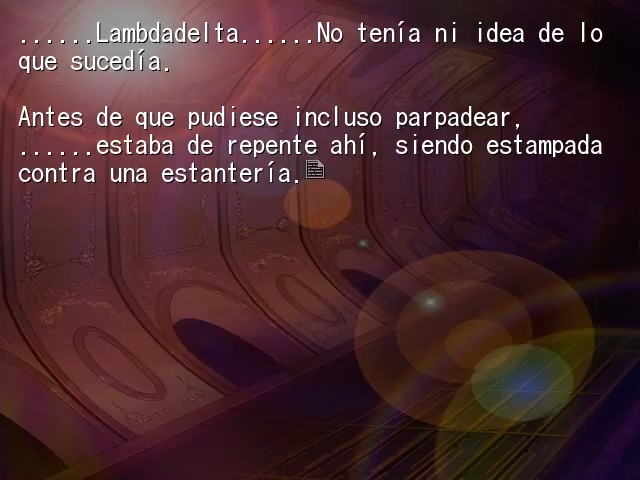 ......Lambdadelta......No tenía ni idea de lo
que sucedía.
Antes de que pudiese incluso parpadear,
......estaba de repente ahí, siendo estampada
contra una estantería.